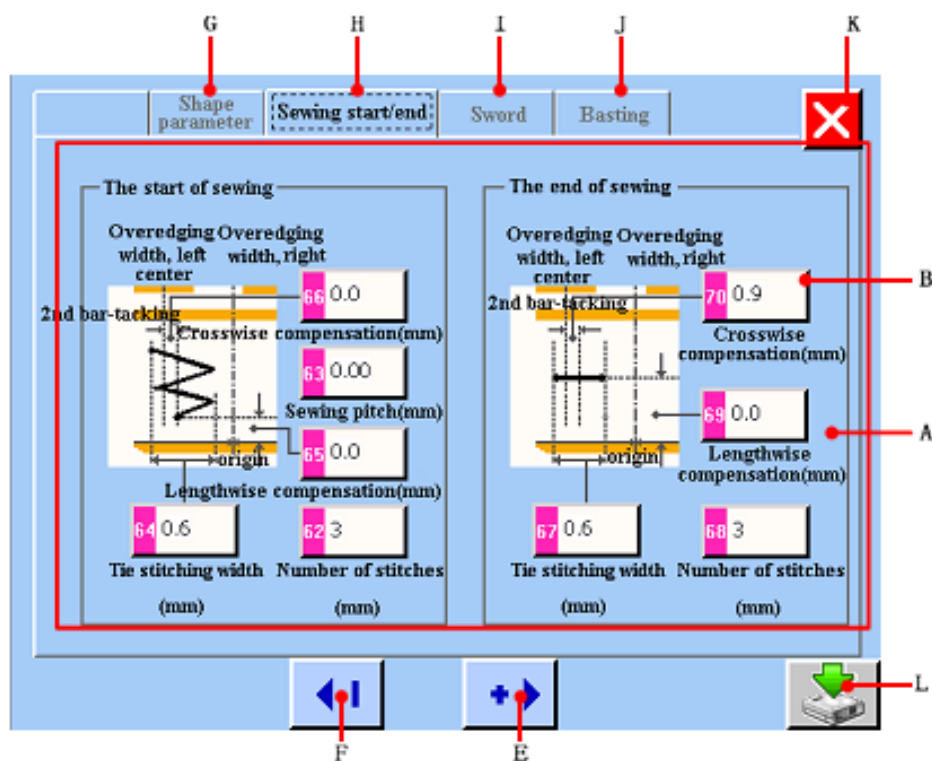 G H I J K
Shape
parameter
Sewing start/end
Sword
Basting
The start of sewing
Overedging
width, left
center
Overedging
width, right
66 0.0
2nd bar-tacking
Crosswise compensation(mm)
63 0.00
Sewing pitch(mm)
65 0.0
origin
Lengthwise compensation(mm)
64 0.6
62 3
Tie stitching width
(mm)
Number of stitches
(mm)
The end of sewing
Overedging
width, left
center
Overedging
width, right
70 0.9
B
2nd bar-tacking
Crosswise
compensation(mm)
69 0.0
A
origin
Lengthwise
compensation(mm)
67 0.6
68 3
Tie stitching width
(mm)
Number of stitches
(mm)
L
F E